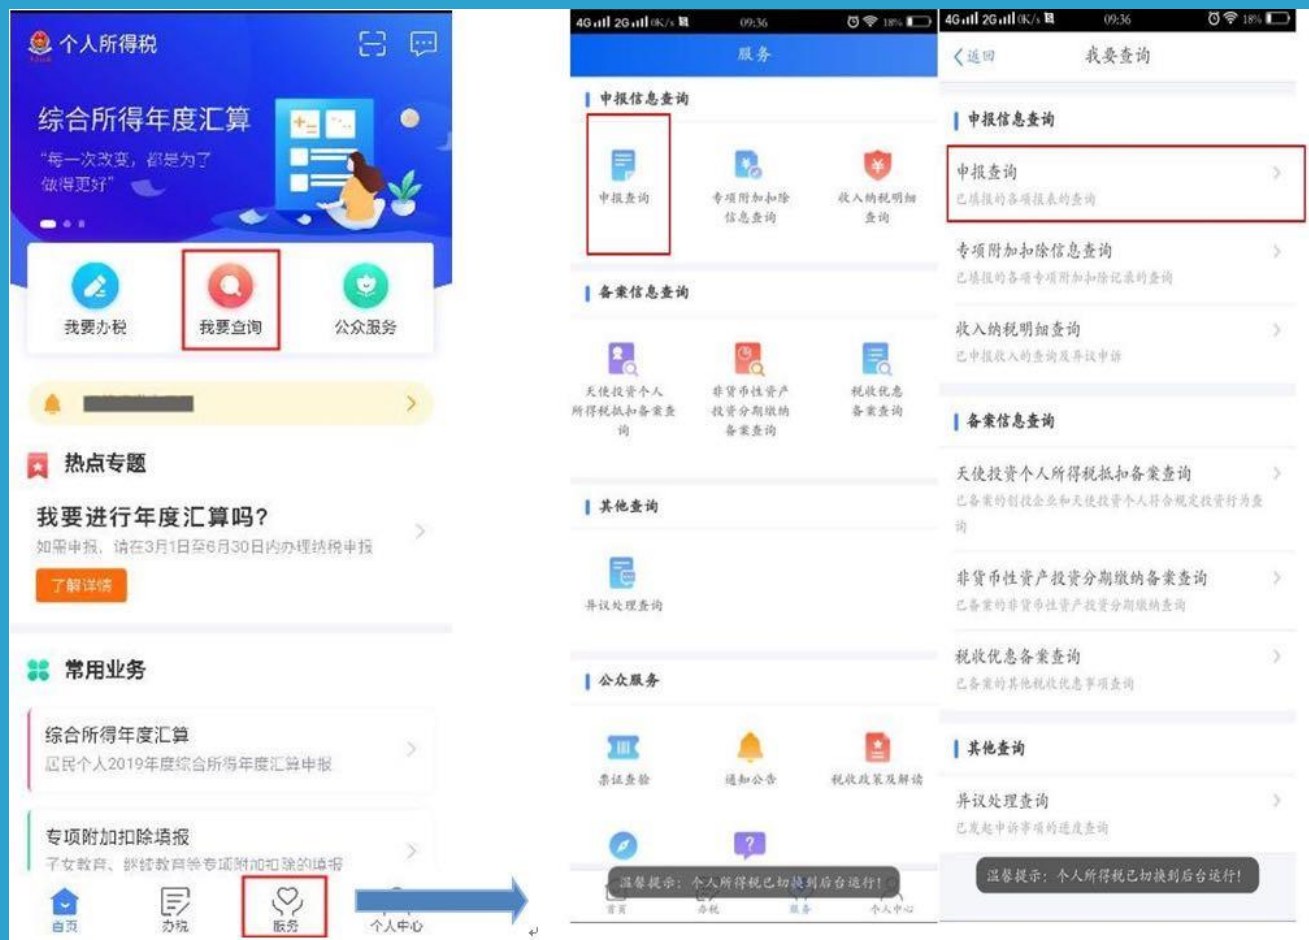 个人所得税
综合所得年度汇算
“每一次改变，都是为了
做得更好”
我要办税
我要查询
公众服务
热点专题
我要进行年度汇算吗?
如需申报，请在3月1日至6月30日内办理纳税申报
了解详情
常用业务
综合所得年度汇算
居民个人2019年度综合所得年度汇算申报
专项附加扣除填报
子女教育、继续教育等专项附加扣除的填报
首页
办税
服务
个人中心
4G 2G 0K/s 09:36 18%
服务
申报信息查询
申报查询
专项附加扣除
信息查询
收入纳税明细
查询
备案信息查询
天使投资个人
所得税抵扣备案查
询
非货币性资产
投资分期缴纳
备案查询
税收优惠
备案查询
其他查询
异议处理查询
公众服务
票证查验
通知公告
税收政策及解读
温馨提示：个人所得税已切换到后台运行!
首页
办税
服务
个人中心
4G 2G 0K/s 09:36 18%
返回
我要查询
申报信息查询
申报查询
已填报的各项报表的查询
专项附加扣除信息查询
已填报的各项专项附加扣除记录的查询
收入纳税明细查询
已申报收入的查询及异议申诉
备案信息查询
天使投资个人所得税抵扣备案查询
已备案的创投企业和天使投资个人符合规定投资行为查
询
非货币性资产投资分期缴纳备案查询
已备案的非货币性资产投资分期缴纳查询
税收优惠备案查询
已备案的其他税收优惠事项查询
其他查询
异议处理查询
已发起申诉事项的进度查询
温馨提示：个人所得税已切换到后台运行!